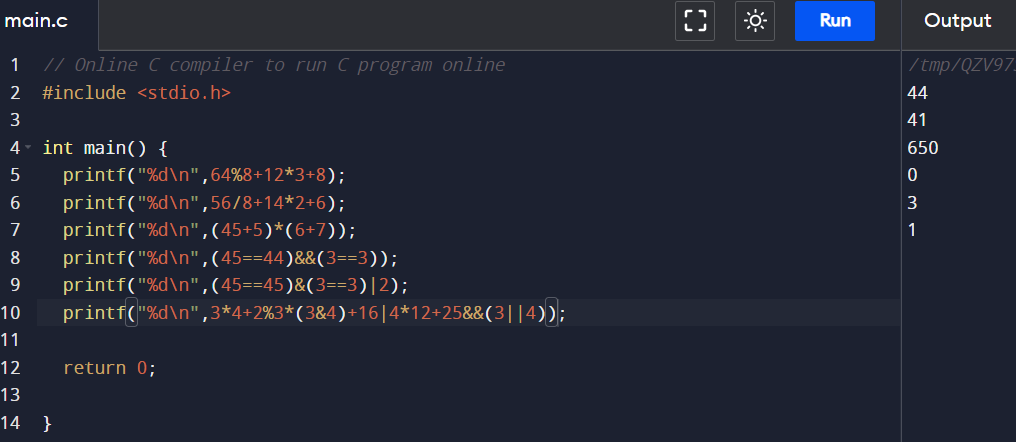 main.c Run Output
1 // Online C compiler to run C program online
2 #include <stdio.h>
3
4 int main() {
5 printf("%d\n",64%8+12*3+8);
6 printf("%d\n",56/8+14*2+6);
7 printf("%d\n",(45+5)*(6+7));
8 printf("%d\n",(45==44)&&(3==3));
9 printf("%d\n",(45==45)&(3==3)|2);
10 printf("%d\n",3*4+2%3*(3&4)+16|4*12+25&&(3||4));
11
12 return 0;
13
14 }
44
41
650
0
3
1